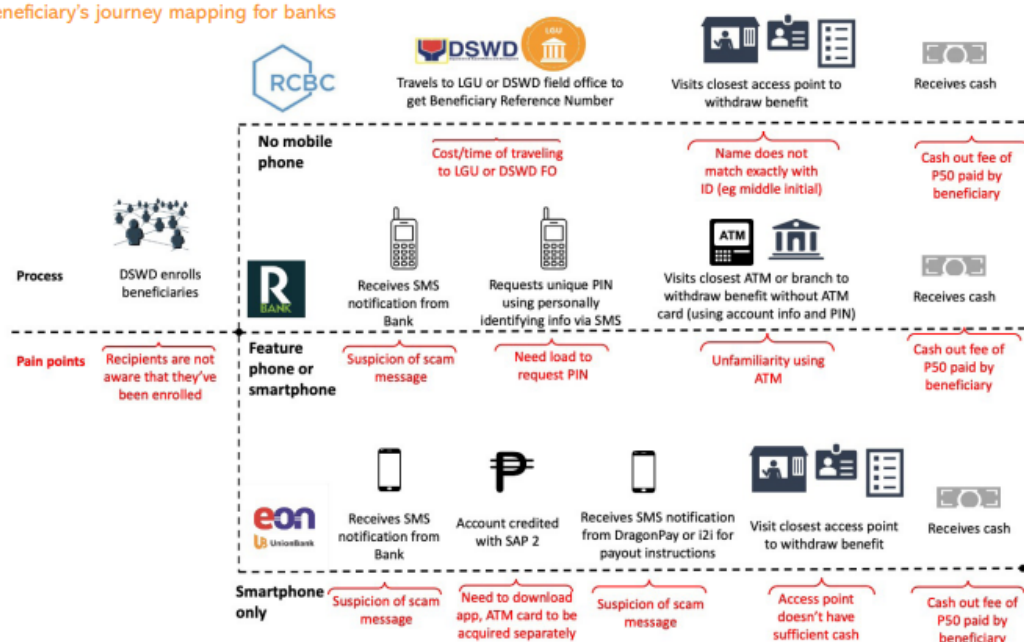 eneficiary's journey mapping for banks
RCBC
DSWD
LGU
Travels to LGU or DSWD field office to
get Beneficiary Reference Number
Visits closest access point to
withdraw benefit
Receives cash
No mobile
phone
Cost/time of traveling
to LGU or DSWD FO
Name does not
match exactly with
ID (eg middle initial)
Cash out fee of
P50 paid by
beneficiary
Process
DSWD enrolls
beneficiaries
R
BANK
Receives SMS
notification from
Bank
Requests unique PIN
using personally
identifying info via SMS
ATM
Visits closest ATM or branch to
withdraw benefit without ATM
card (using account info and PIN)
Receives cash
Pain points
Recipients are not
aware that they've
been enrolled
Feature
phone or
smartphone
Suspicion of scam
message
Need load to
request PIN
Unfamiliarity using
ATM
Cash out fee of
P50 paid by
beneficiary
eon
UB UnionBank
Receives SMS
notification from
Bank
₱
Account credited
with SAP 2
Receives SMS notification
from DragonPay or i2i for
payout instructions
Visit closest access point
to withdraw benefit
Receives cash
Smartphone
only
Suspicion of scam
message
Need to download
app, ATM card to be
acquired separately
Suspicion of scam
message
Access point
doesn't have
sufficient cash
Cash out fee of
P50 paid by
beneficiary